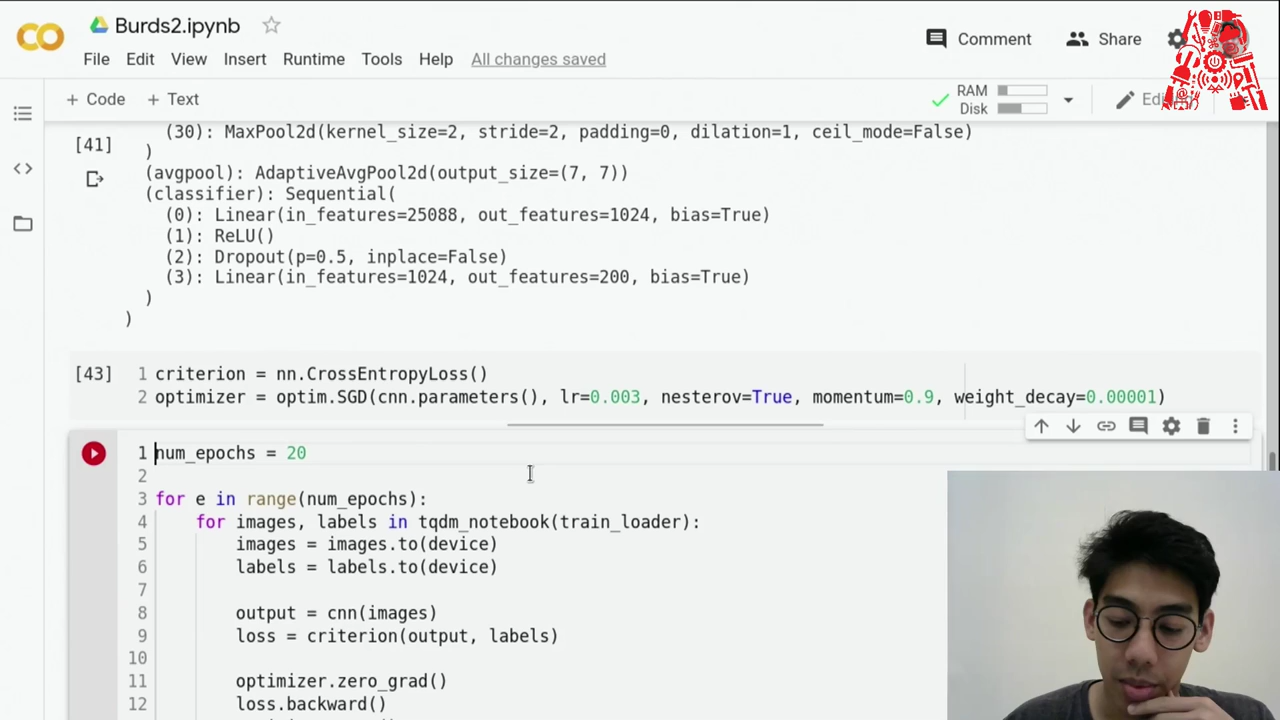 Burds2.ipynb
Comment
Share
File Edit View Insert Runtime Tools Help All changes saved
+ Code + Text
RAM
Disk
(30): MaxPool2d(kernel_size=2, stride=2, padding=0, dilation=1, ceil_mode=False)
[41]
)
(avgpool): AdaptiveAvgPool2d(output_size=(7, 7))
(classifier): Sequential(
(0): Linear(in_features=25088, out_features=1024, bias=True)
(1): ReLU()
(2): Dropout(p=0.5, inplace=False)
(3): Linear(in_features=1024, out_features=200, bias=True)
)
)
[43] 1 criterion = nn.CrossEntropyLoss()
2 optimizer = optim.SGD(cnn.parameters(), lr=0.003, nesterov=True, momentum=0.9, weight_decay=0.00001)
1 num_epochs = 20
2
3 for e in range(num_epochs):
4 for images, labels in tqdm_notebook(train_loader):
5 images = images.to(device)
6 labels = labels.to(device)
7
8 output = cnn(images)
9 loss = criterion(output, labels)
10
11 optimizer.zero_grad()
12 loss.backward()